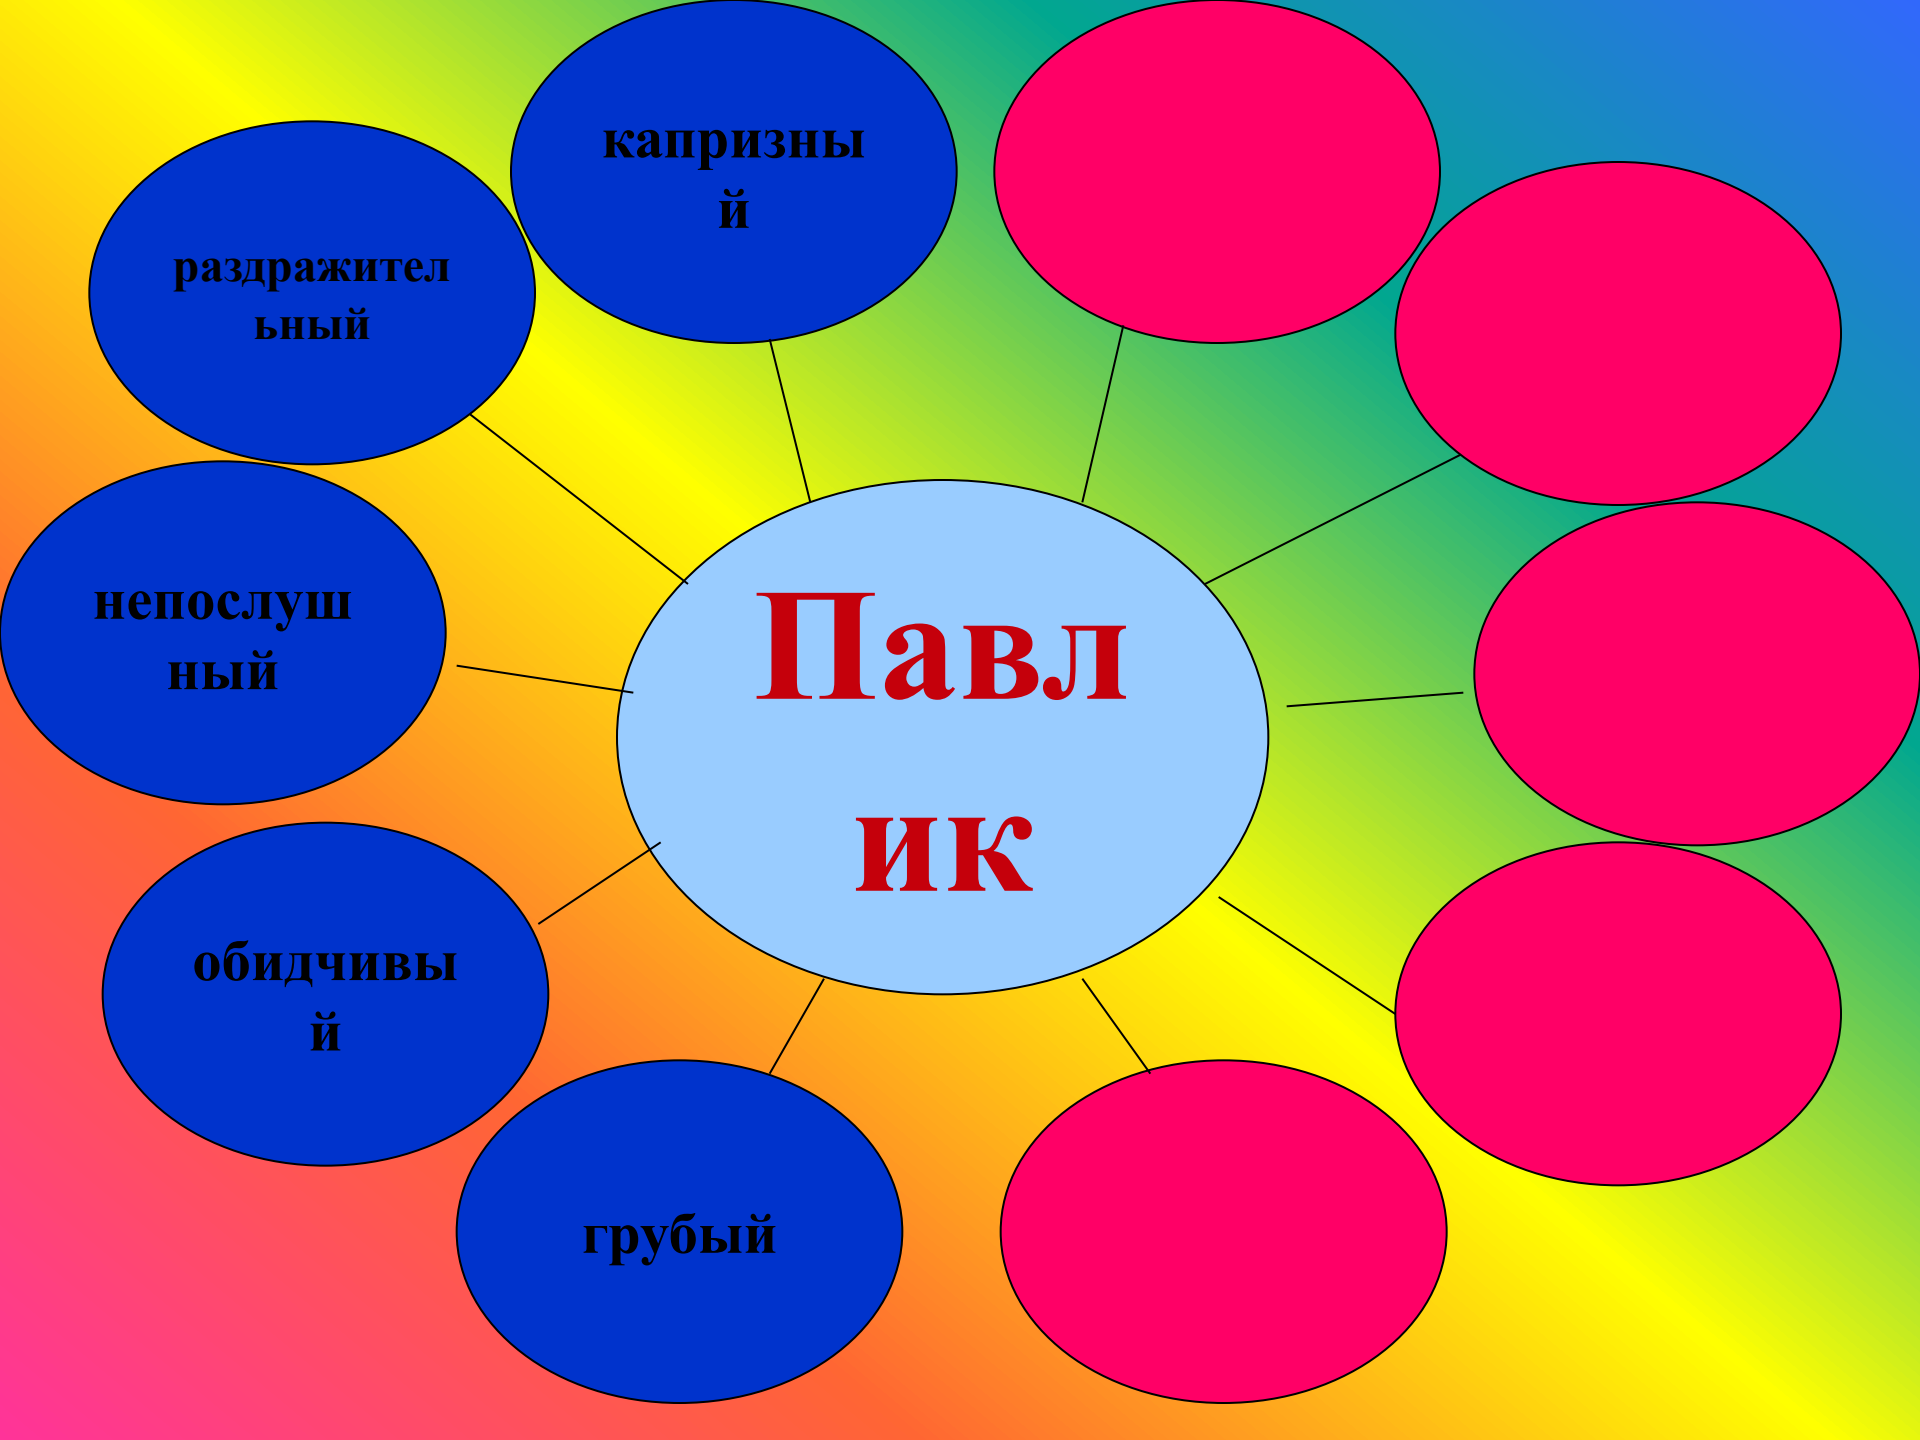 капризны
й
раздражител
ьный
непослуш
ный
Павл
ик
обидчивы
й
грубый